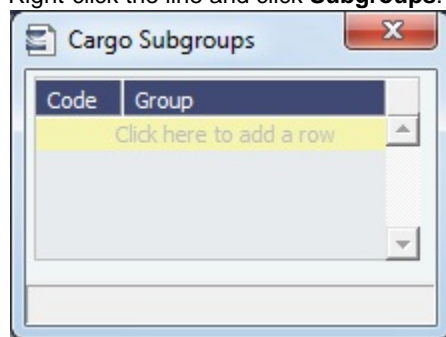 Right-click the line and click Subgroups.
Cargo Subgroups
Code Group
Click here to add a row